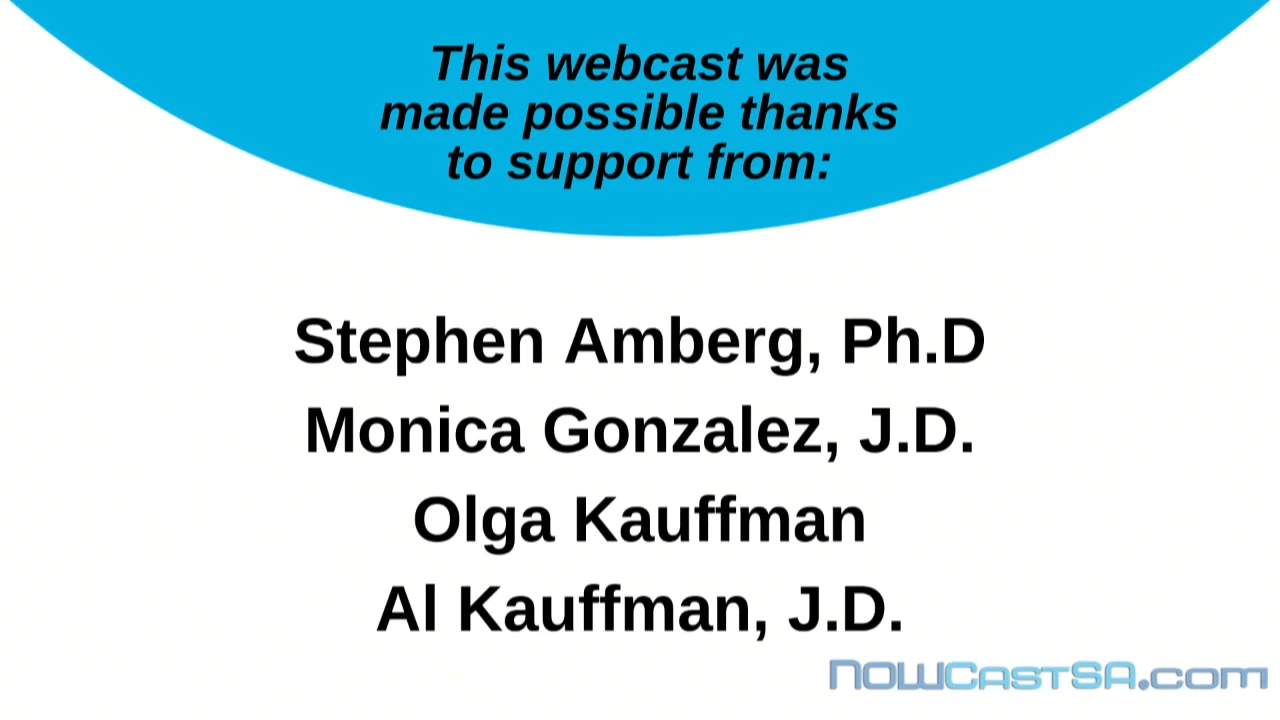 This webcast was
made possible thanks
to support from:
Stephen Amberg, Ph.D
Monica Gonzalez, J.D.
Olga Kauffman
Al Kauffman, J.D.
NOWCastSA.com